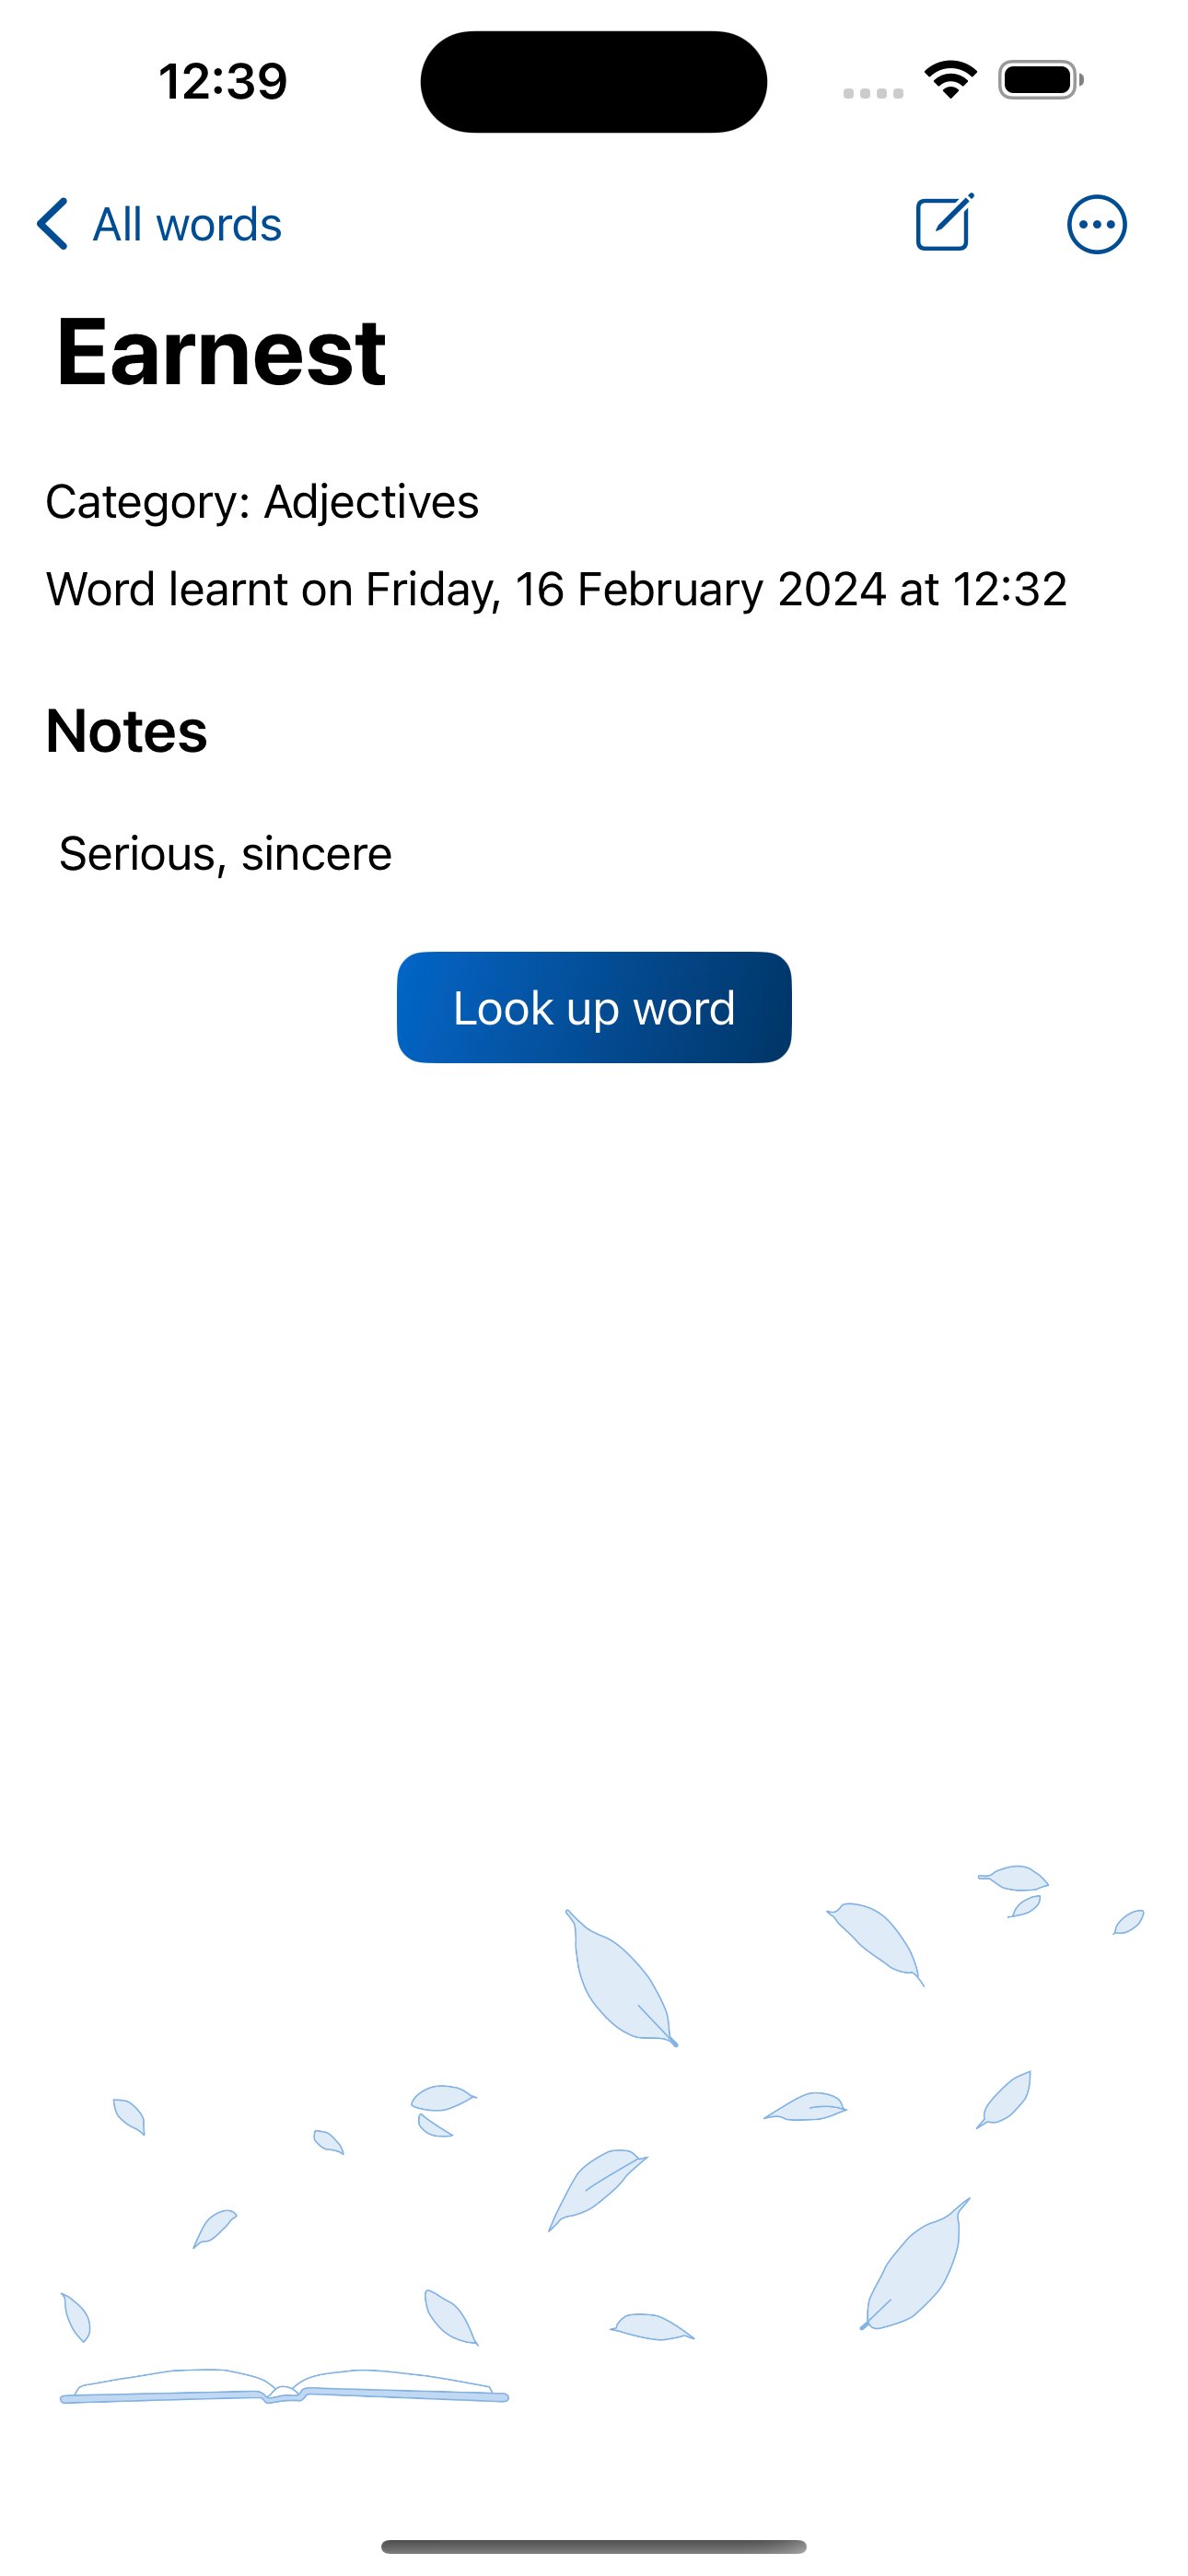 12:39
All words
Earnest
Category: Adjectives
Word learnt on Friday, 16 February 2024 at 12:32
Notes
Serious, sincere
Look up word